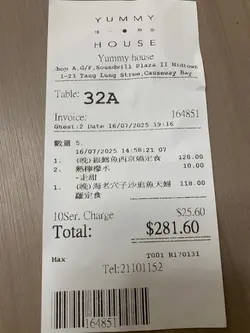 YUMMY
HOUSE
Yummy house
Shop A,G/F,Soundwill Plaza II Midtown
1-23 Tang Lung Stree,Causeway Bay
Table: 32A
Invoice: 164851
Guest:2 Date 16/07/2025 19:16
數量 5.
16/07/2025 14:58:21 07
1. (晚)銀鱈魚西京燒定食 128.00
2. 熱檸檬水 10.00
-走甜
1. (晚)海老穴子沙追魚天婦 118.00
羅定食
10Ser. Charge $25.60
Total: $281.60
Max T001 R170131
Tel:21101152
164851